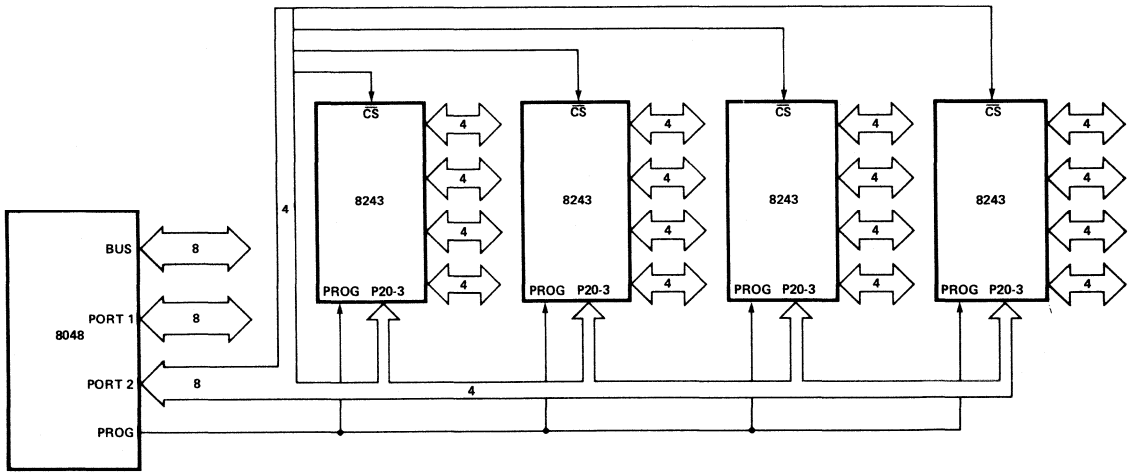 CS CS CS CS
4 4 4 4
4 4 4 4
8243 8243 8243 8243
4
4 4 4 4
BUS 8
4 4 4 4
PROG P20-3 PROG P20-3 PROG P20-3 PROG P20-3
PORT 1 8
8048
PORT 2 8
4
PROG